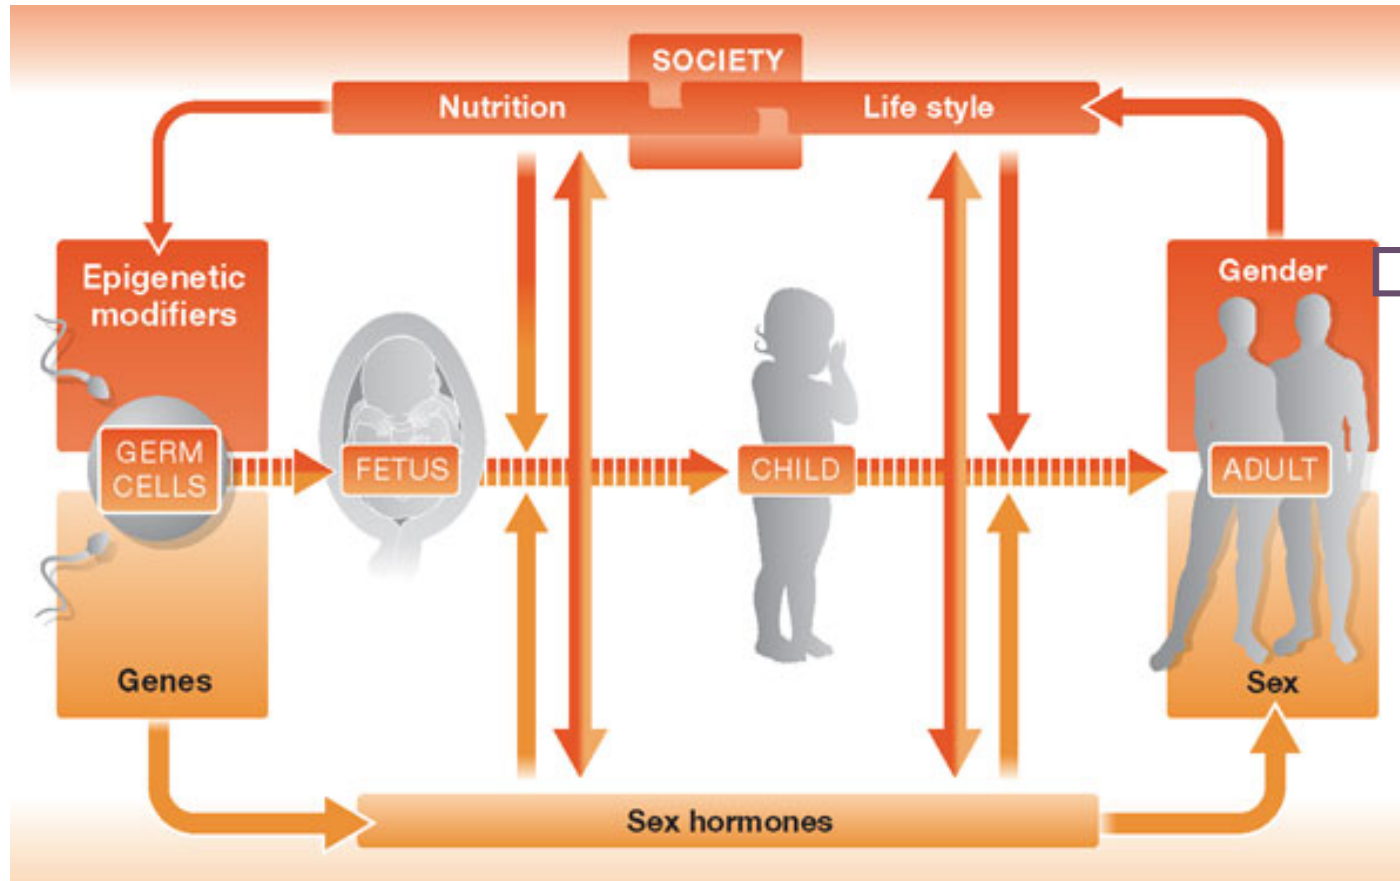 SOCIETY
Nutrition
Life style
Epigenetic
modifiers
Gender
GERM
CELLS
FETUS
CHILD
ADULT
Genes
Sex
Sex hormones